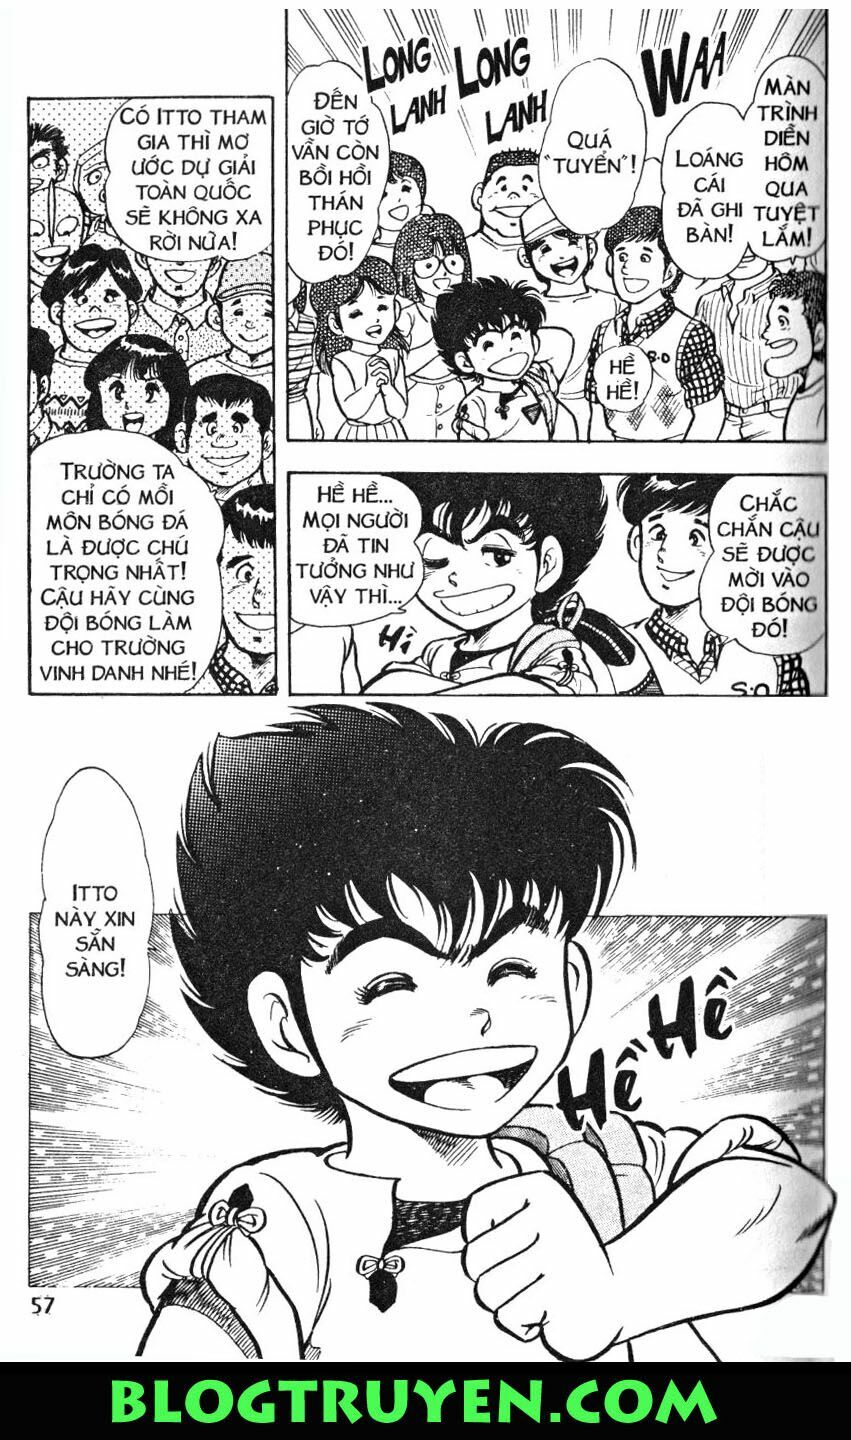 LONG
LANH
LONG
LANH
WAA
MÀN
TRÌNH
DIỄN
HÔM
QUA
TUYỆT
LẮM!
LOÁNG
CÁI
ĐÃ GHI
BÀN!
QUÁ
"TUYỂN"!
ĐẾN
GIỜ TỚ
VẪN CÒN
BỒI HỒI
THÁN
PHỤC
ĐÓ!
HỀ
HỀ!
S.O
CÓ ITTO THAM
GIA THÌ MƠ
ƯỚC DỰ GIẢI
TOÀN QUỐC
SẼ KHÔNG XA
RỜI NỮA!
TRƯỜNG TA
CHỈ CÓ MỖI
MÔN BÓNG ĐÁ
LÀ ĐƯỢC CHÚ
TRỌNG NHẤT!
CẬU HÃY CÙNG
ĐỘI BÓNG LÀM
CHO TRƯỜNG
VINH DANH NHÉ!
CHẮC
CHẮN CẬU
SẼ ĐƯỢC
MỜI VÀO
ĐỘI BÓNG
ĐÓ!
HỀ HỀ...
MỌI NGƯỜI
ĐÃ TIN
TƯỞNG NHƯ
VẬY THÌ...
HÌ
S.O
ITTO
NÀY XIN
SẴN
SÀNG!
HỀ HỀ
57
BLOGTRUYEN.COM